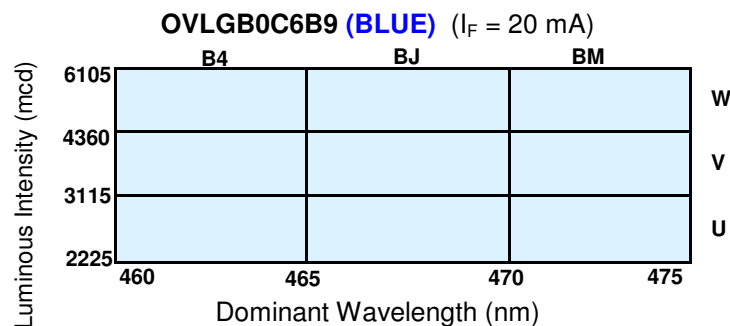 OVLGB0C6B9 (BLUE) (IF = 20 mA)
B4 BJ BM
6105
W
4360
V
3115
U
2225
460 465 470 475
Dominant Wavelength (nm)
Luminous Intensity (mcd)